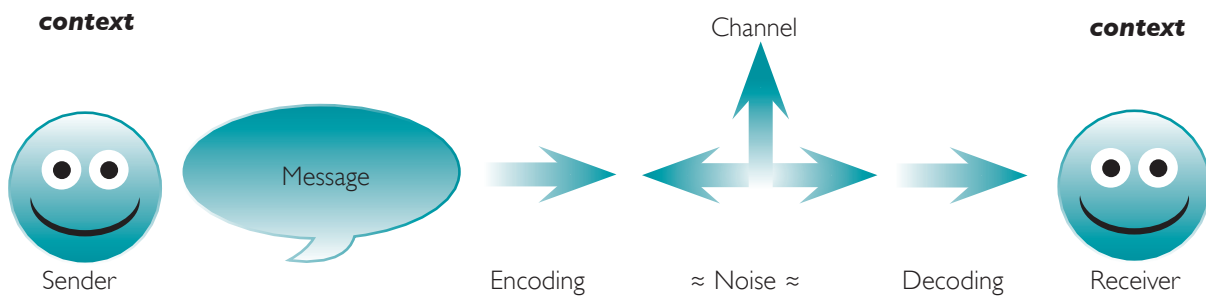 context
Channel
context
Message
Sender
Encoding
≈ Noise ≈
Decoding
Receiver